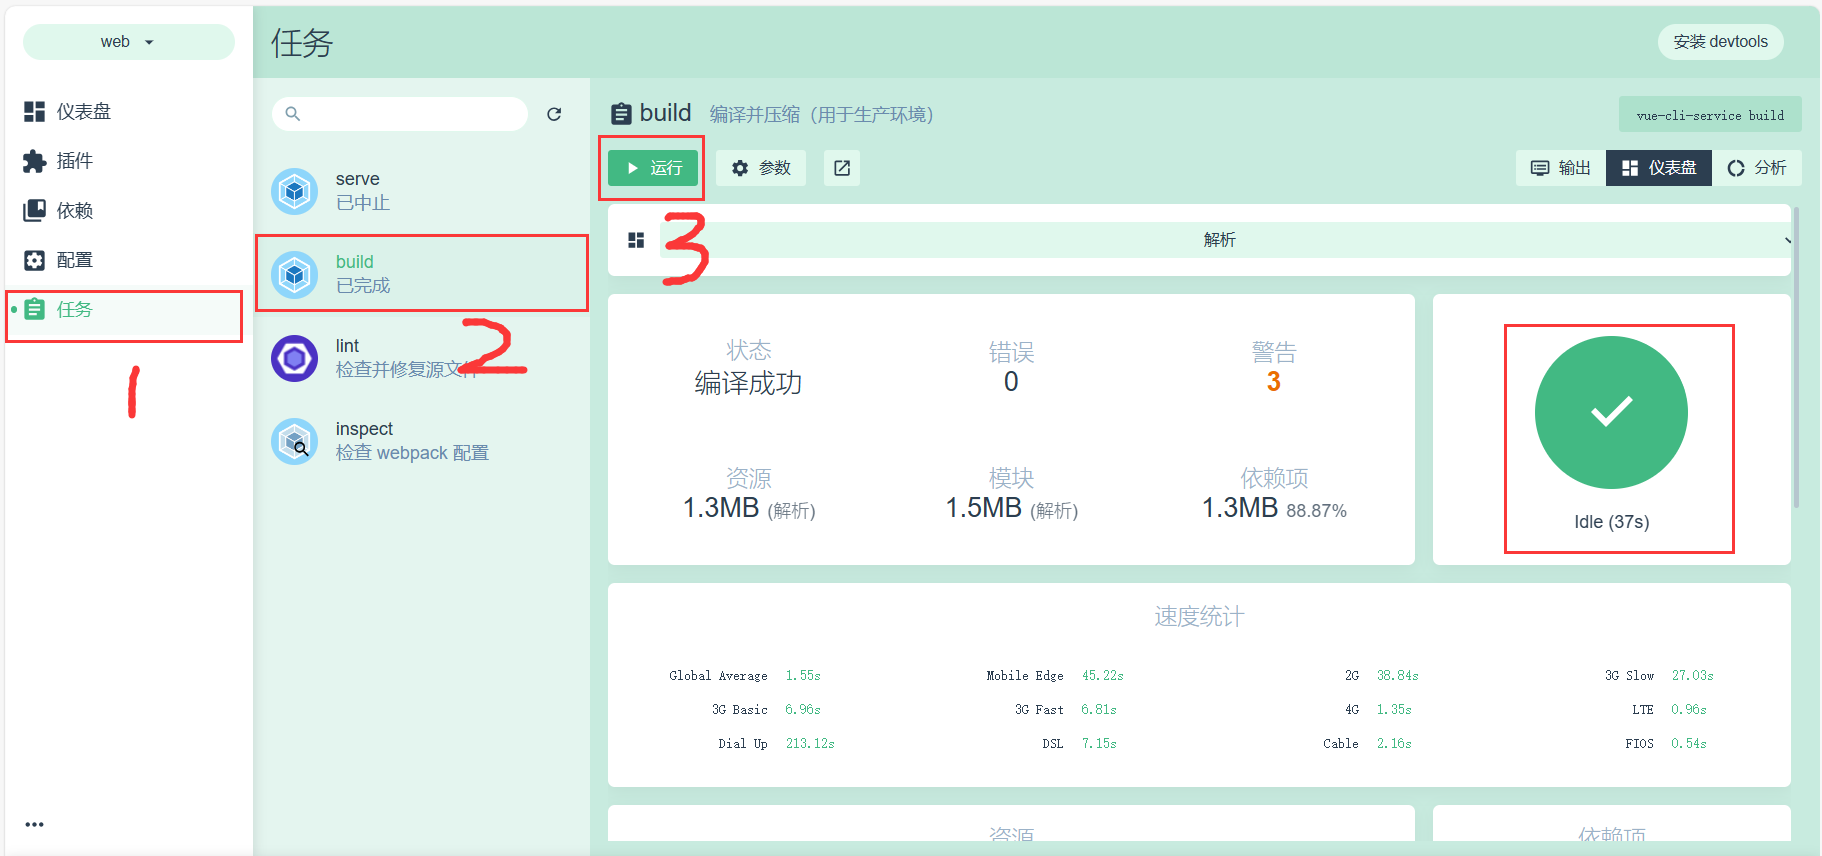 web
仪表盘
插件
依赖
配置
任务
1
任务
安装 devtools
serve
已中止
build
已完成
2
lint
检查并修复源文件
inspect
检查 webpack 配置
build 编译并压缩（用于生产环境）
vue-cli-service build
运行 参数
输出 仪表盘 分析
3
解析
状态 错误 警告
编译成功 0 3
资源 模块 依赖项
1.3MB (解析) 1.5MB (解析) 1.3MB 88.87%
Idle (37s)
速度统计
Global Average 1.55s Mobile Edge 45.22s 2G 38.84s 3G Slow 27.03s
3G Basic 6.96s 3G Fast 6.81s 4G 1.35s LTE 0.96s
Dial Up 213.12s DSL 7.15s Cable 2.16s FIOS 0.54s
资源 依赖项